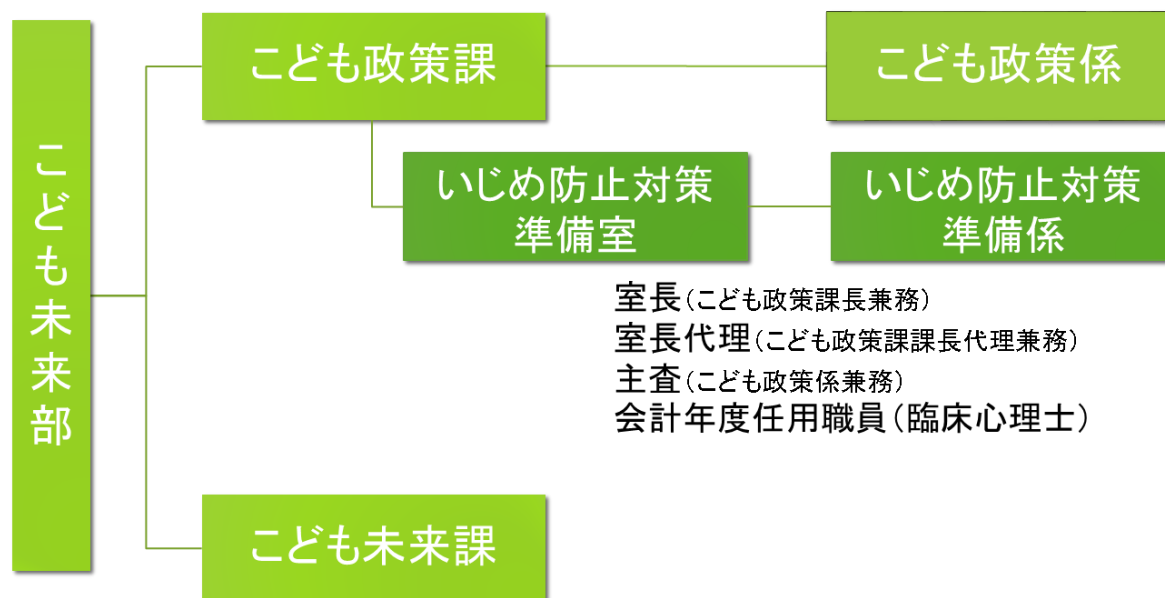 こども未来部
こども政策課
こども政策係
いじめ防止対策
準備室
いじめ防止対策
準備係
室長(こども政策課長兼務)
室長代理(こども政策課課長代理兼務)
主査(こども政策係兼務)
会計年度任用職員(臨床心理士)
こども未来課